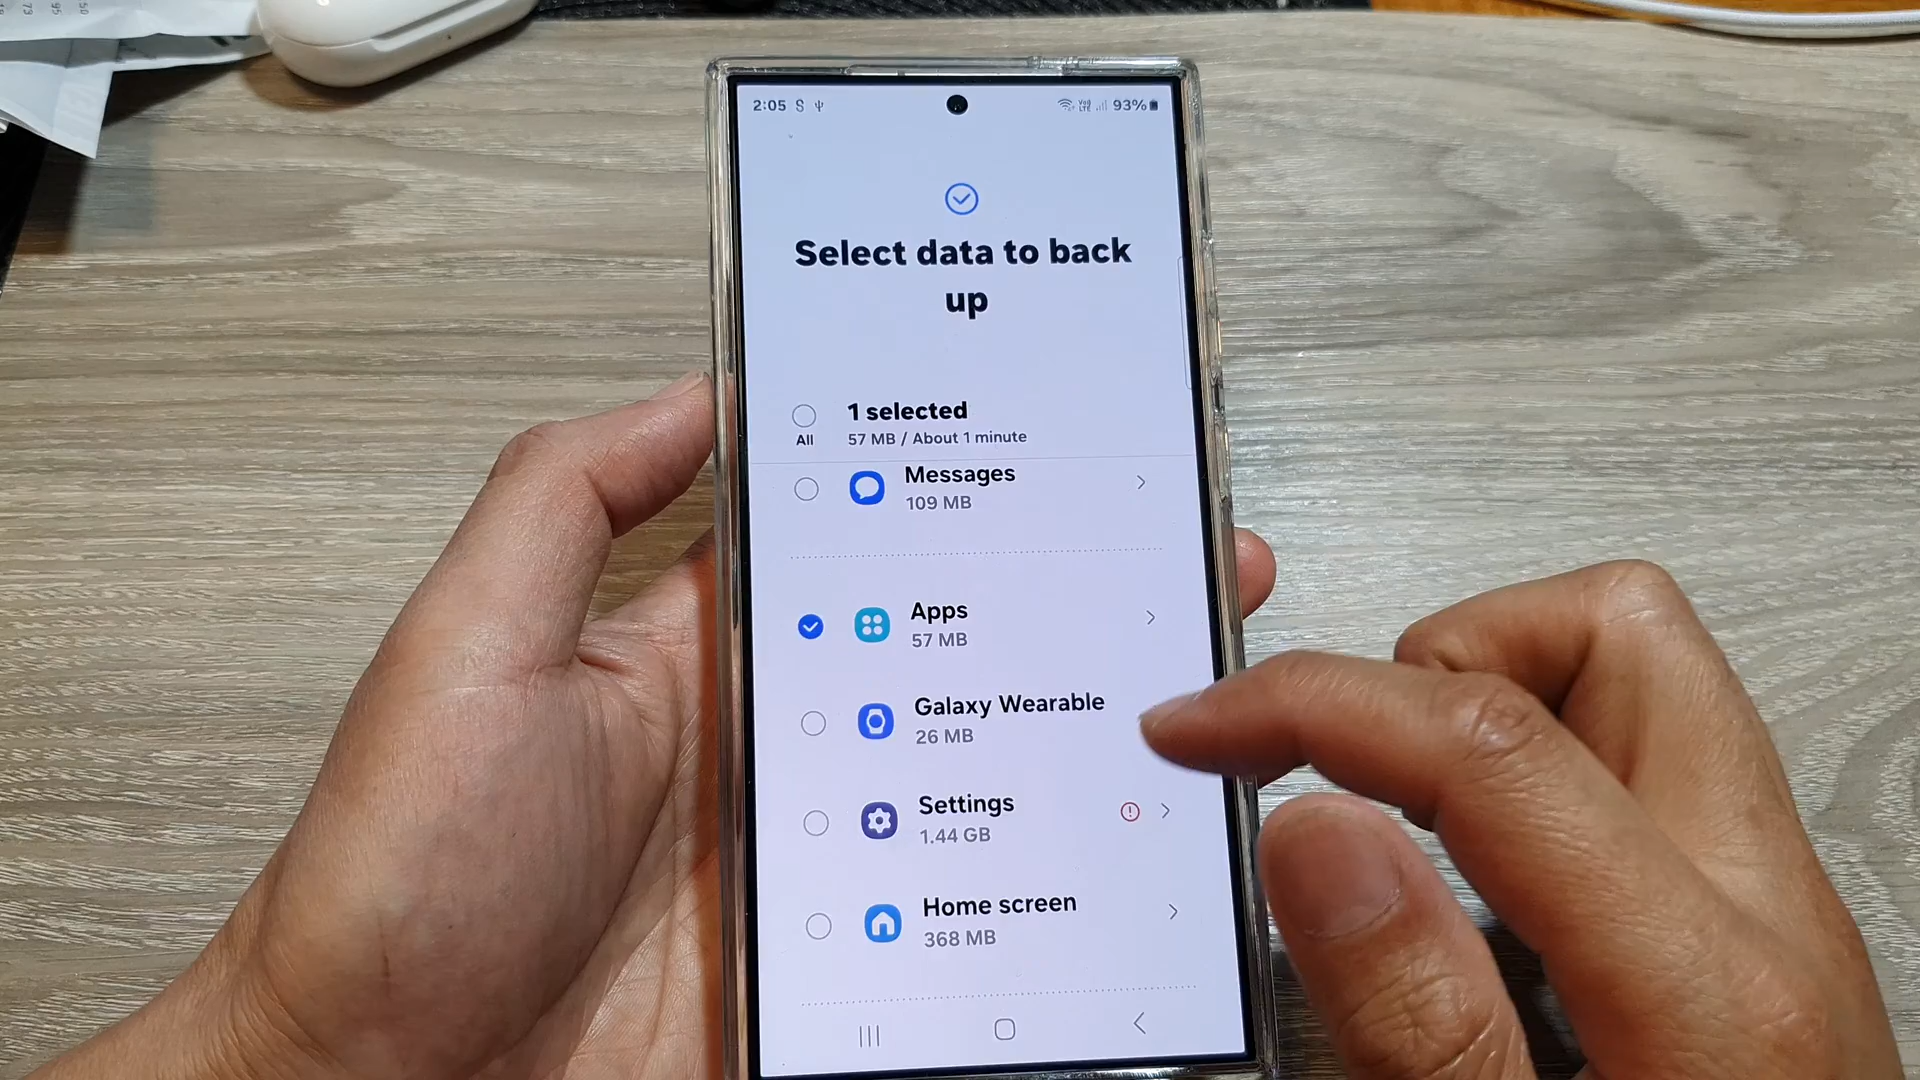 2:05
93%
Select data to back
up
1 selected
All
57 MB / About 1 minute
Messages
109 MB
Apps
57 MB
Galaxy Wearable
26 MB
Settings
1.44 GB
Home screen
368 MB